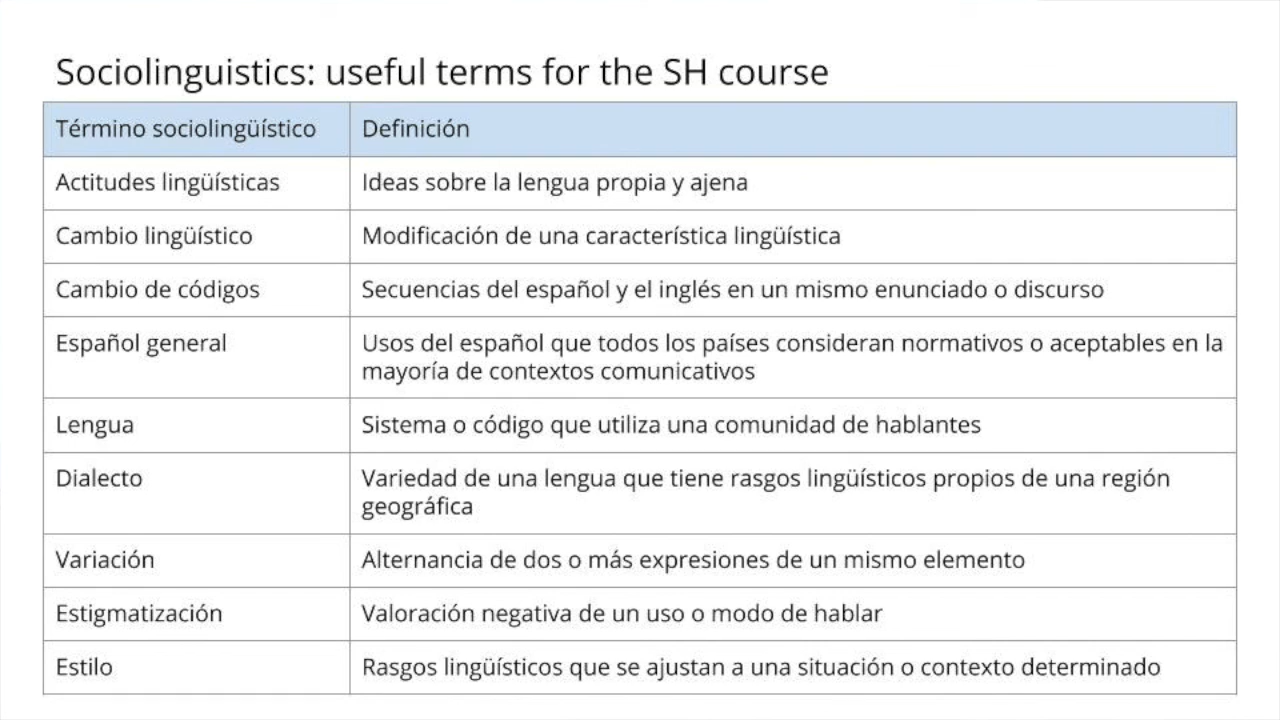 Sociolinguistics: useful terms for the SH course
Término sociolingüístico
Definición
Actitudes lingüísticas
Ideas sobre la lengua propia y ajena
Cambio lingüístico
Modificación de una característica lingüística
Cambio de códigos
Secuencias del español y el inglés en un mismo enunciado o discurso
Español general
Usos del español que todos los países consideran normativos o aceptables en la
mayoría de contextos comunicativos
Lengua
Sistema o código que utiliza una comunidad de hablantes
Dialecto
Variedad de una lengua que tiene rasgos lingüísticos propios de una región
geográfica
Variación
Alternancia de dos o más expresiones de un mismo elemento
Estigmatización
Valoración negativa de un uso o modo de hablar
Estilo
Rasgos lingüísticos que se ajustan a una situación o contexto determinado